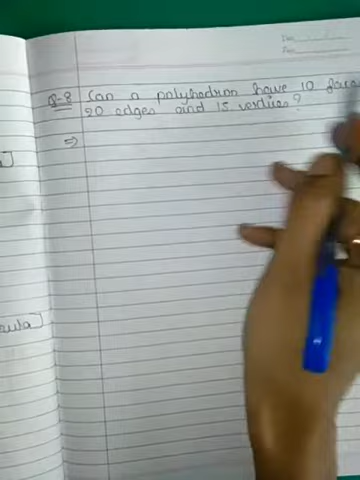 Q-8 Can a polyhedron have 10 faces
20 edges and 15 vertices?
⇒